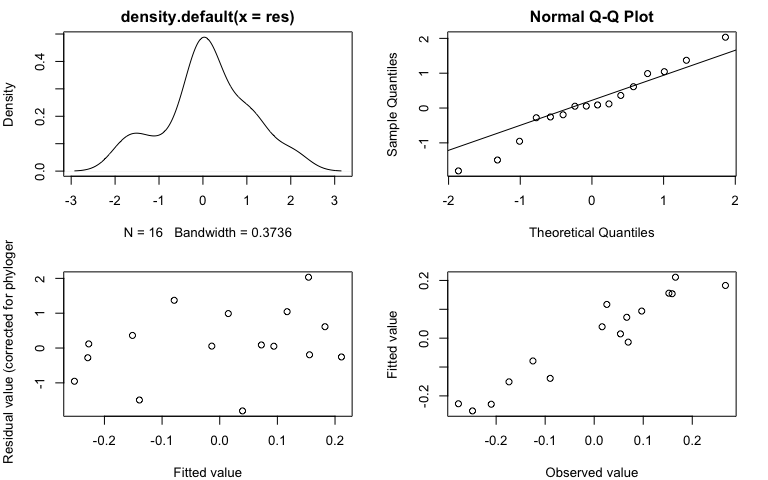 density.default(x = res)
Density
0.0 0.2 0.4
-3 -2 -1 0 1 2 3
N = 16 Bandwidth = 0.3736
Normal Q-Q Plot
Sample Quantiles
-1 0 1 2
-2 -1 0 1 2
Theoretical Quantiles
Residual value (corrected for phyloger
-1 0 1 2
-0.2 -0.1 0.0 0.1 0.2
Fitted value
Fitted value
-0.2 0.0 0.2
-0.2 -0.1 0.0 0.1 0.2
Observed value